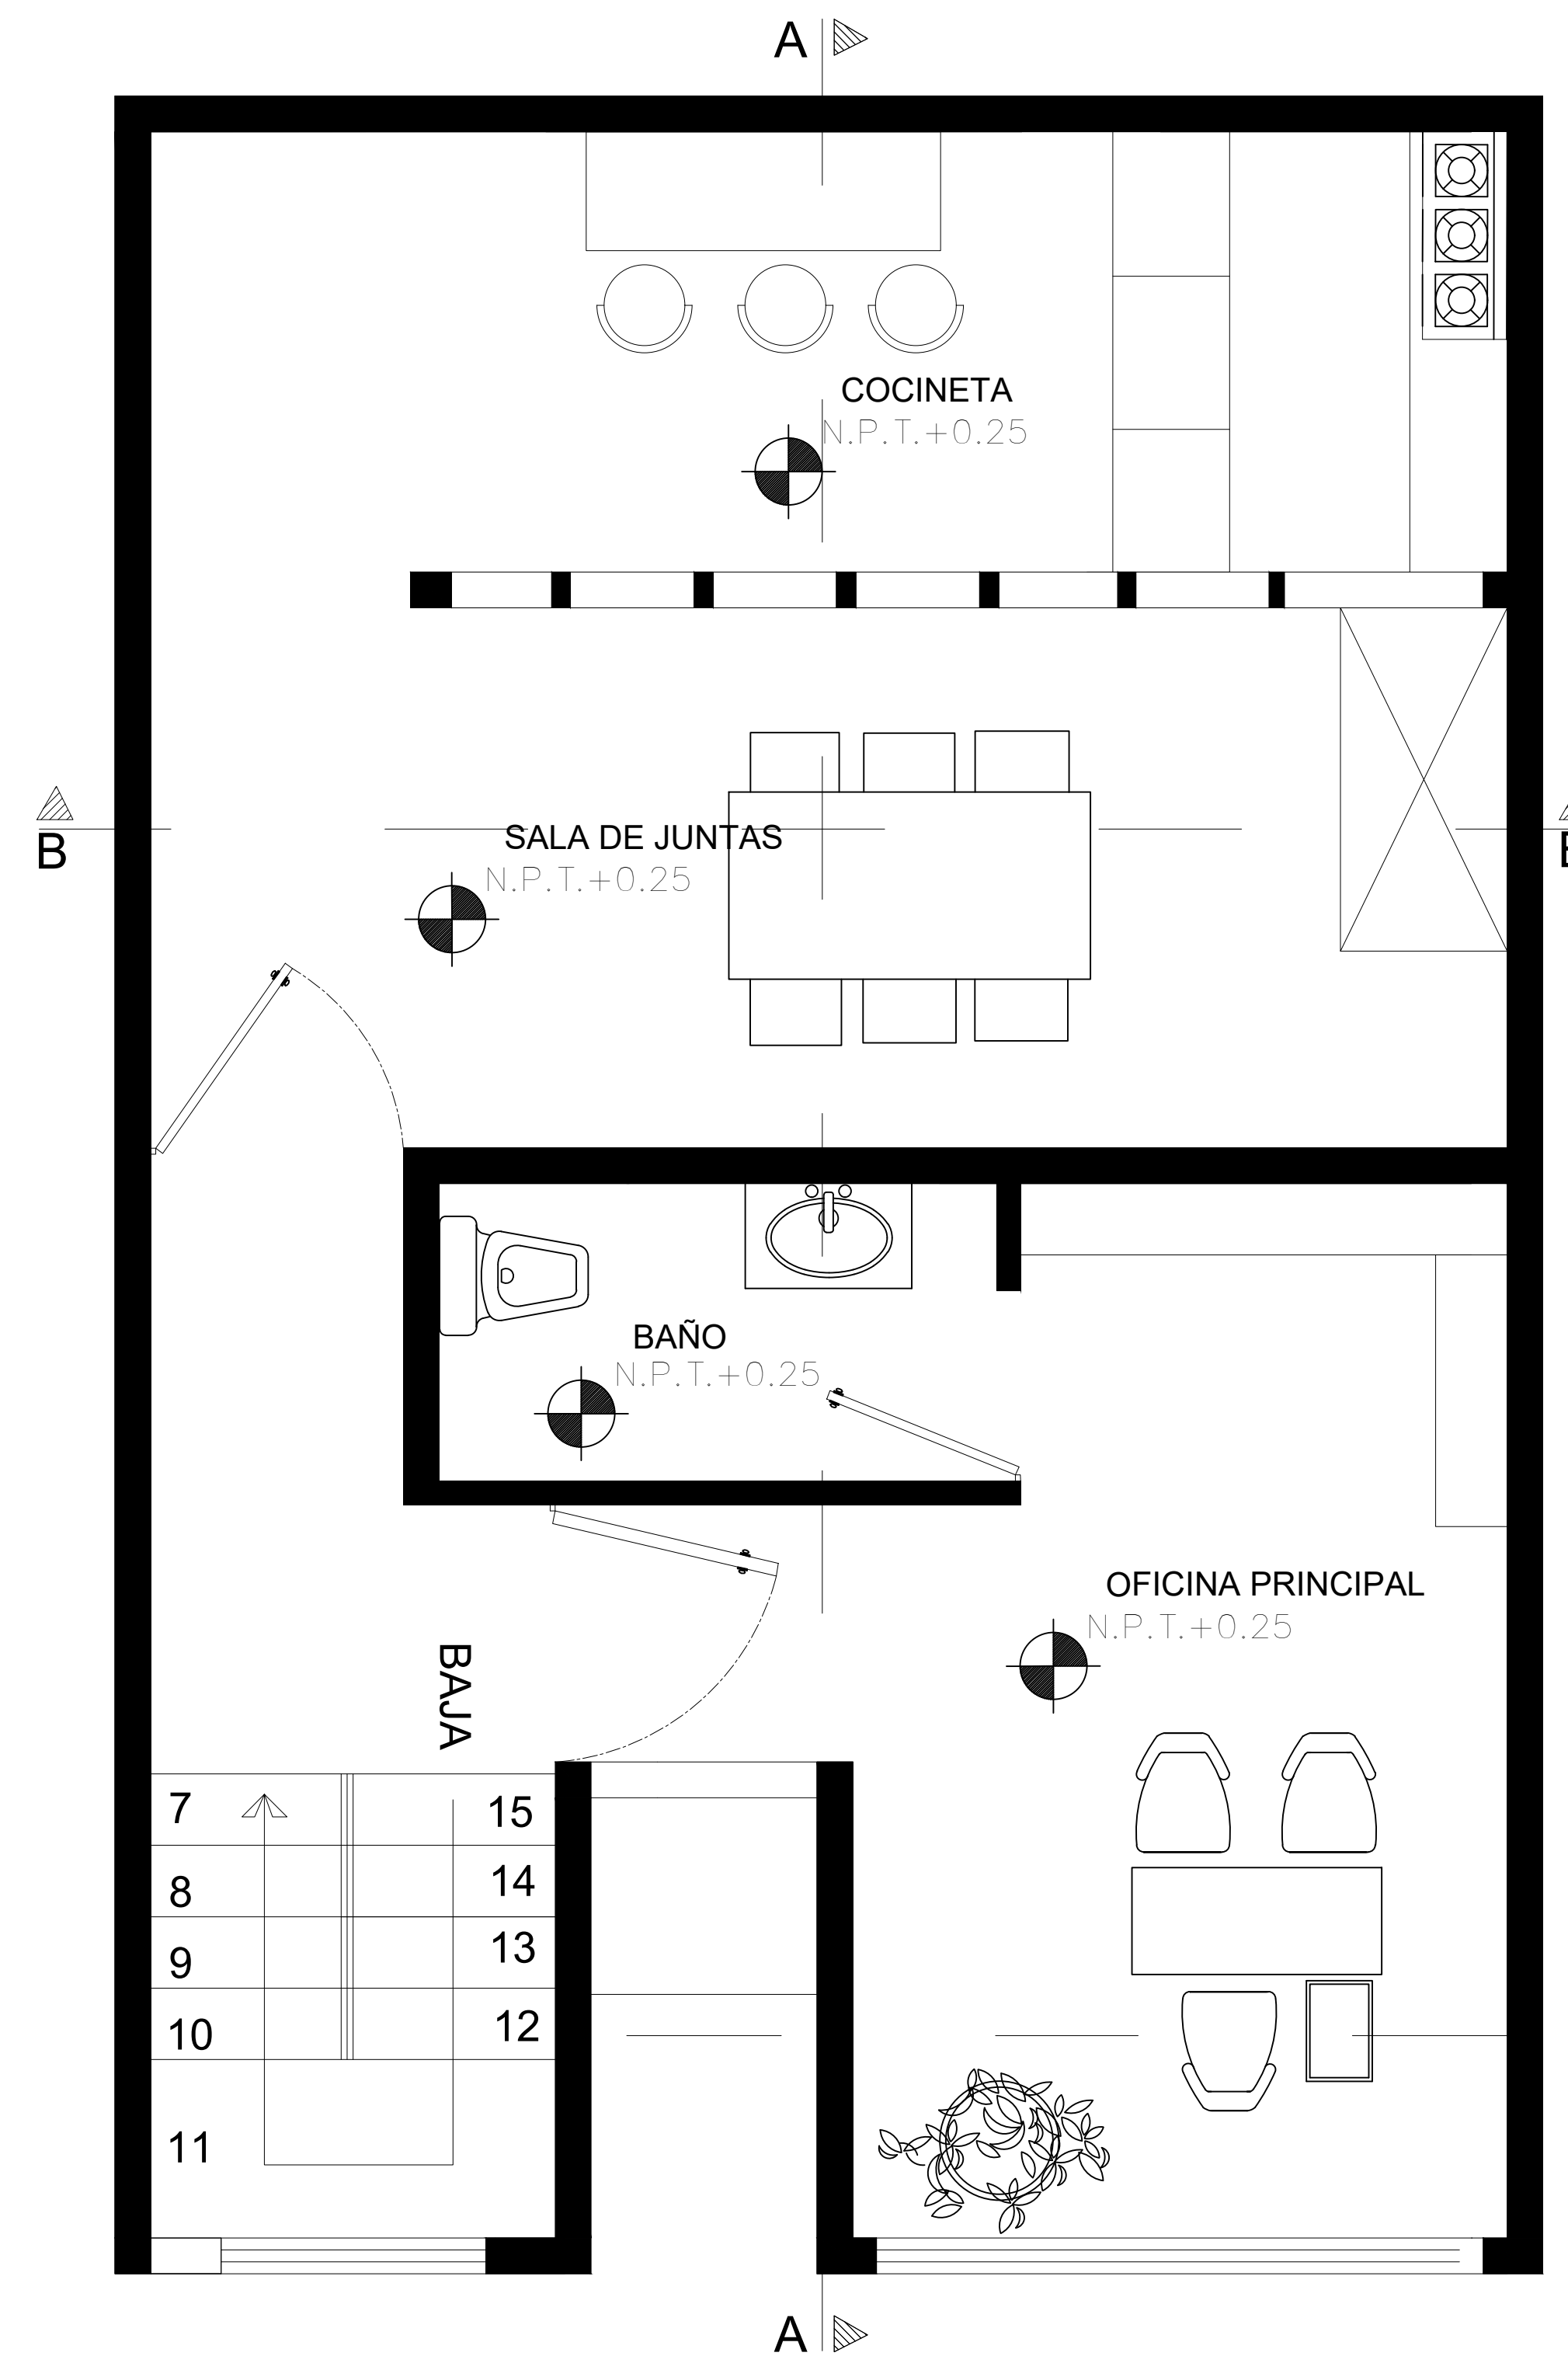 A
COCINETA
N.P.T.+0.25
SALA DE JUNTAS
N.P.T.+0.25
B
BAÑO
N.P.T.+0.25
OFICINA PRINCIPAL
N.P.T.+0.25
BAJA
7
15
8
14
9
13
10
12
11
A